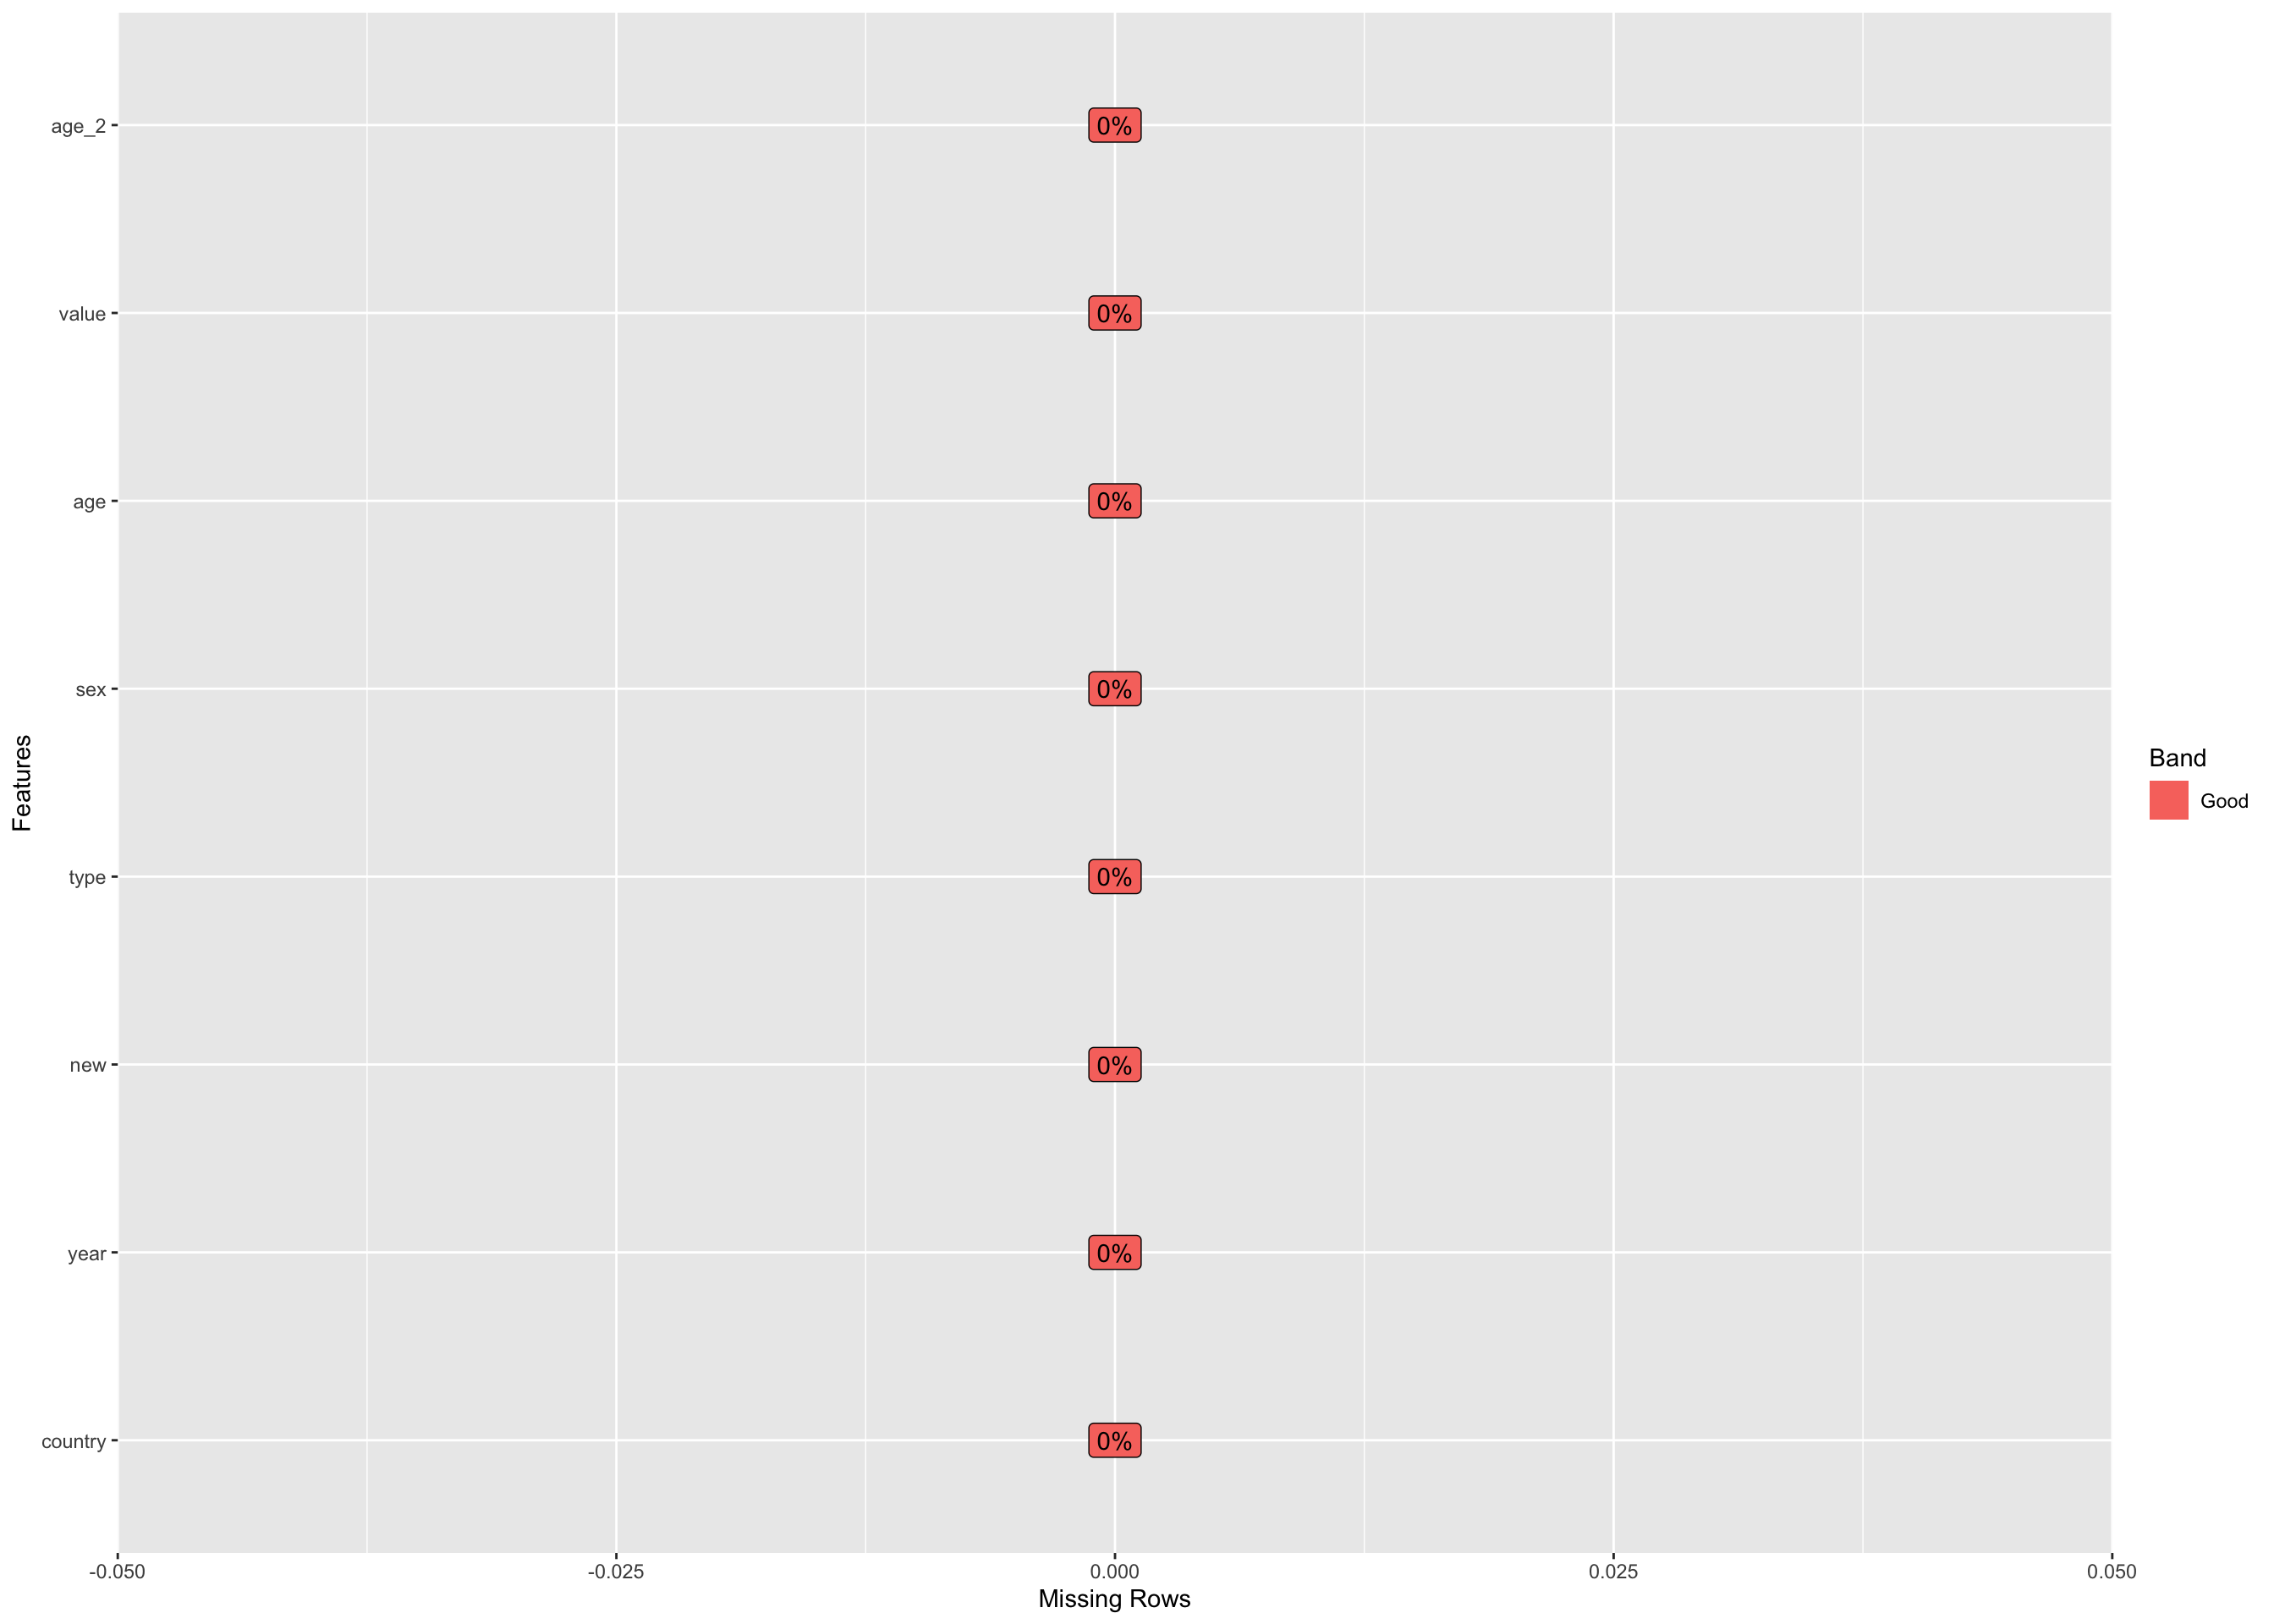 age_2
0%
value
0%
age
0%
sex
0%
type
0%
new
0%
year
0%
country
0%
Features
-0.050
-0.025
0.000
0.025
0.050
Missing Rows
Band
Good